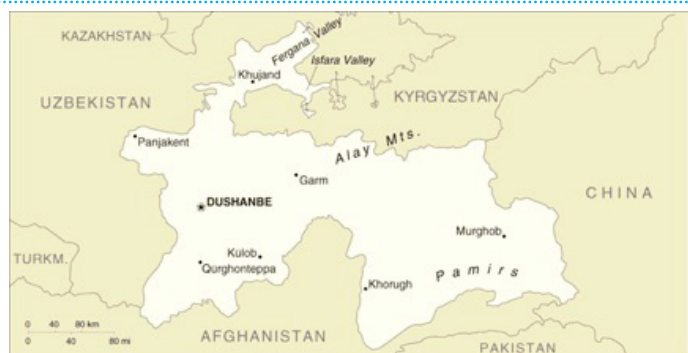 KAZAKHSTAN
Fergana Valley
Isfara Valley
Khujand
UZBEKISTAN
KYRGYZSTAN
Panjakent
Alay Mts.
Garm
CHINA
DUSHANBE
Murghob
TURKM.
Kulob
Qurghonteppa
Pamirs
Khorugh
0 40 80 km
0 40 80 mi
AFGHANISTAN
PAKISTAN